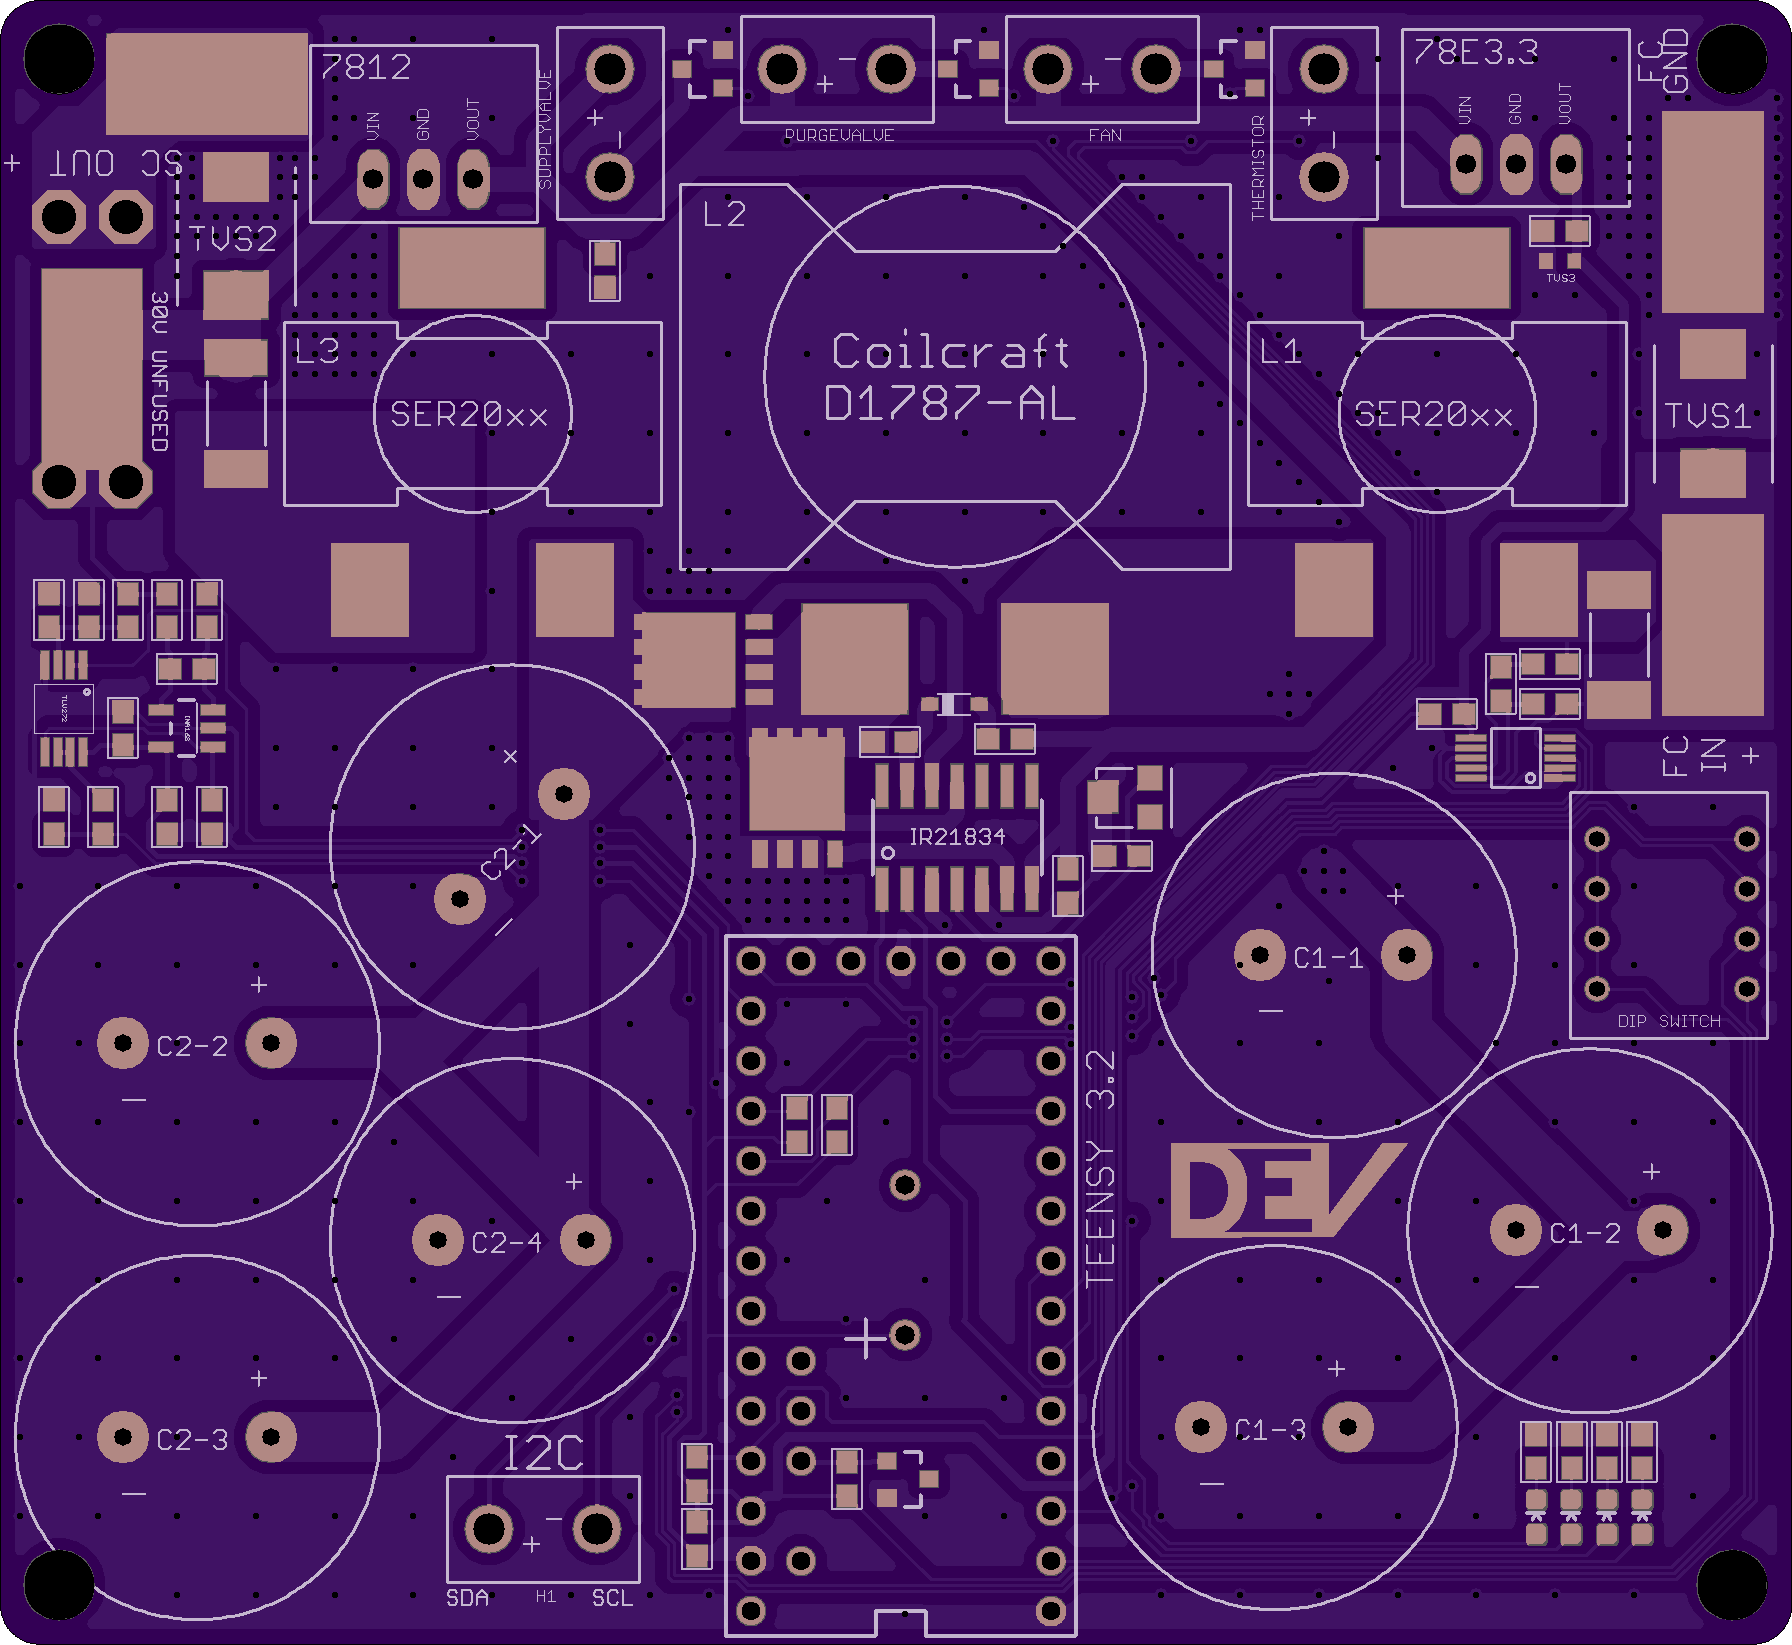 7812
VIN
GND
VOUT
SUPPLYVALVE
+
-
+
-
PURGEVALVE
+
-
FAN
THERMISTOR
+
-
78E3.3
VIN
GND
VOUT
FC
GND
+
SC OUT
TVS2
30V UNFUSED
L2
Coilcraft
D1787-AL
TVS3
L3
SER20xx
L1
SER20xx
TVS1
TLV272
FC
IN +
IR21834
+
C2-1
-
+
C1-1
-
DIP SWITCH
+
C2-2
-
TEENSY 3.2
DEV
+
C2-4
-
+
C1-2
-
+
+
C2-3
-
+
C1-3
-
I2C
+
-
SDA
H1
SCL